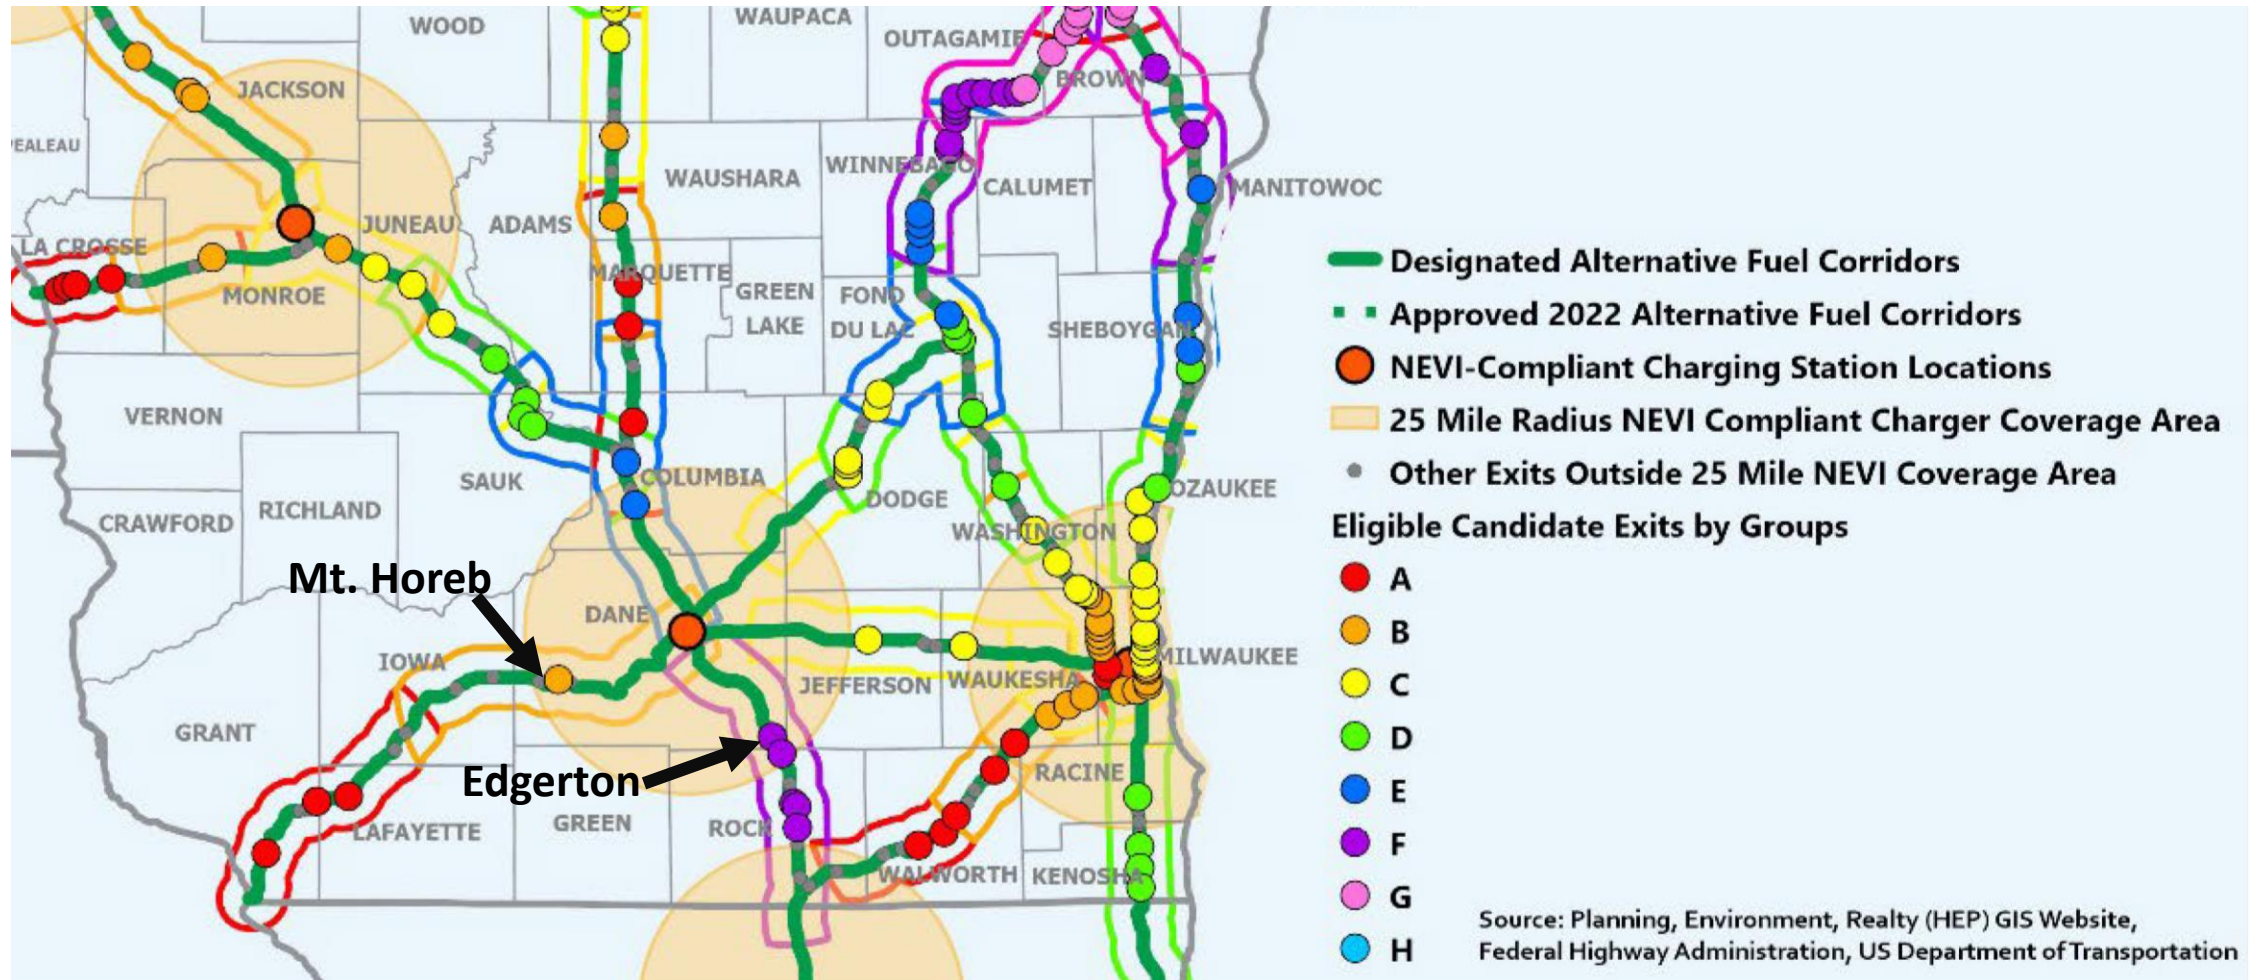 WOOD
WAUPACA
OUTAGAMIE
JACKSON
BROWN
EALEAU
WAUSHARA
WINNEBAGO
CALUMET
MANITOWOC
JUNEAU
ADAMS
LA CROSSE
MONROE
MARQUETTE
GREEN
LAKE
FOND
DU LAC
SHEBOYGAN
VERNON
SAUK
COLUMBIA
DODGE
OZAUKEE
RICHLAND
CRAWFORD
WASHINGTON
Mt. Horeb
DANE
IOWA
JEFFERSON
WAUKESHA
MILWAUKEE
GRANT
Edgerton
RACINE
LAFAYETTE
GREEN
ROCK
WALWORTH
KENOSHA
Designated Alternative Fuel Corridors
Approved 2022 Alternative Fuel Corridors
NEVI-Compliant Charging Station Locations
25 Mile Radius NEVI Compliant Charger Coverage Area
Other Exits Outside 25 Mile NEVI Coverage Area
Eligible Candidate Exits by Groups
A
B
C
D
E
F
G
H
Source: Planning, Environment, Realty (HEP) GIS Website,
Federal Highway Administration, US Department of Transportation